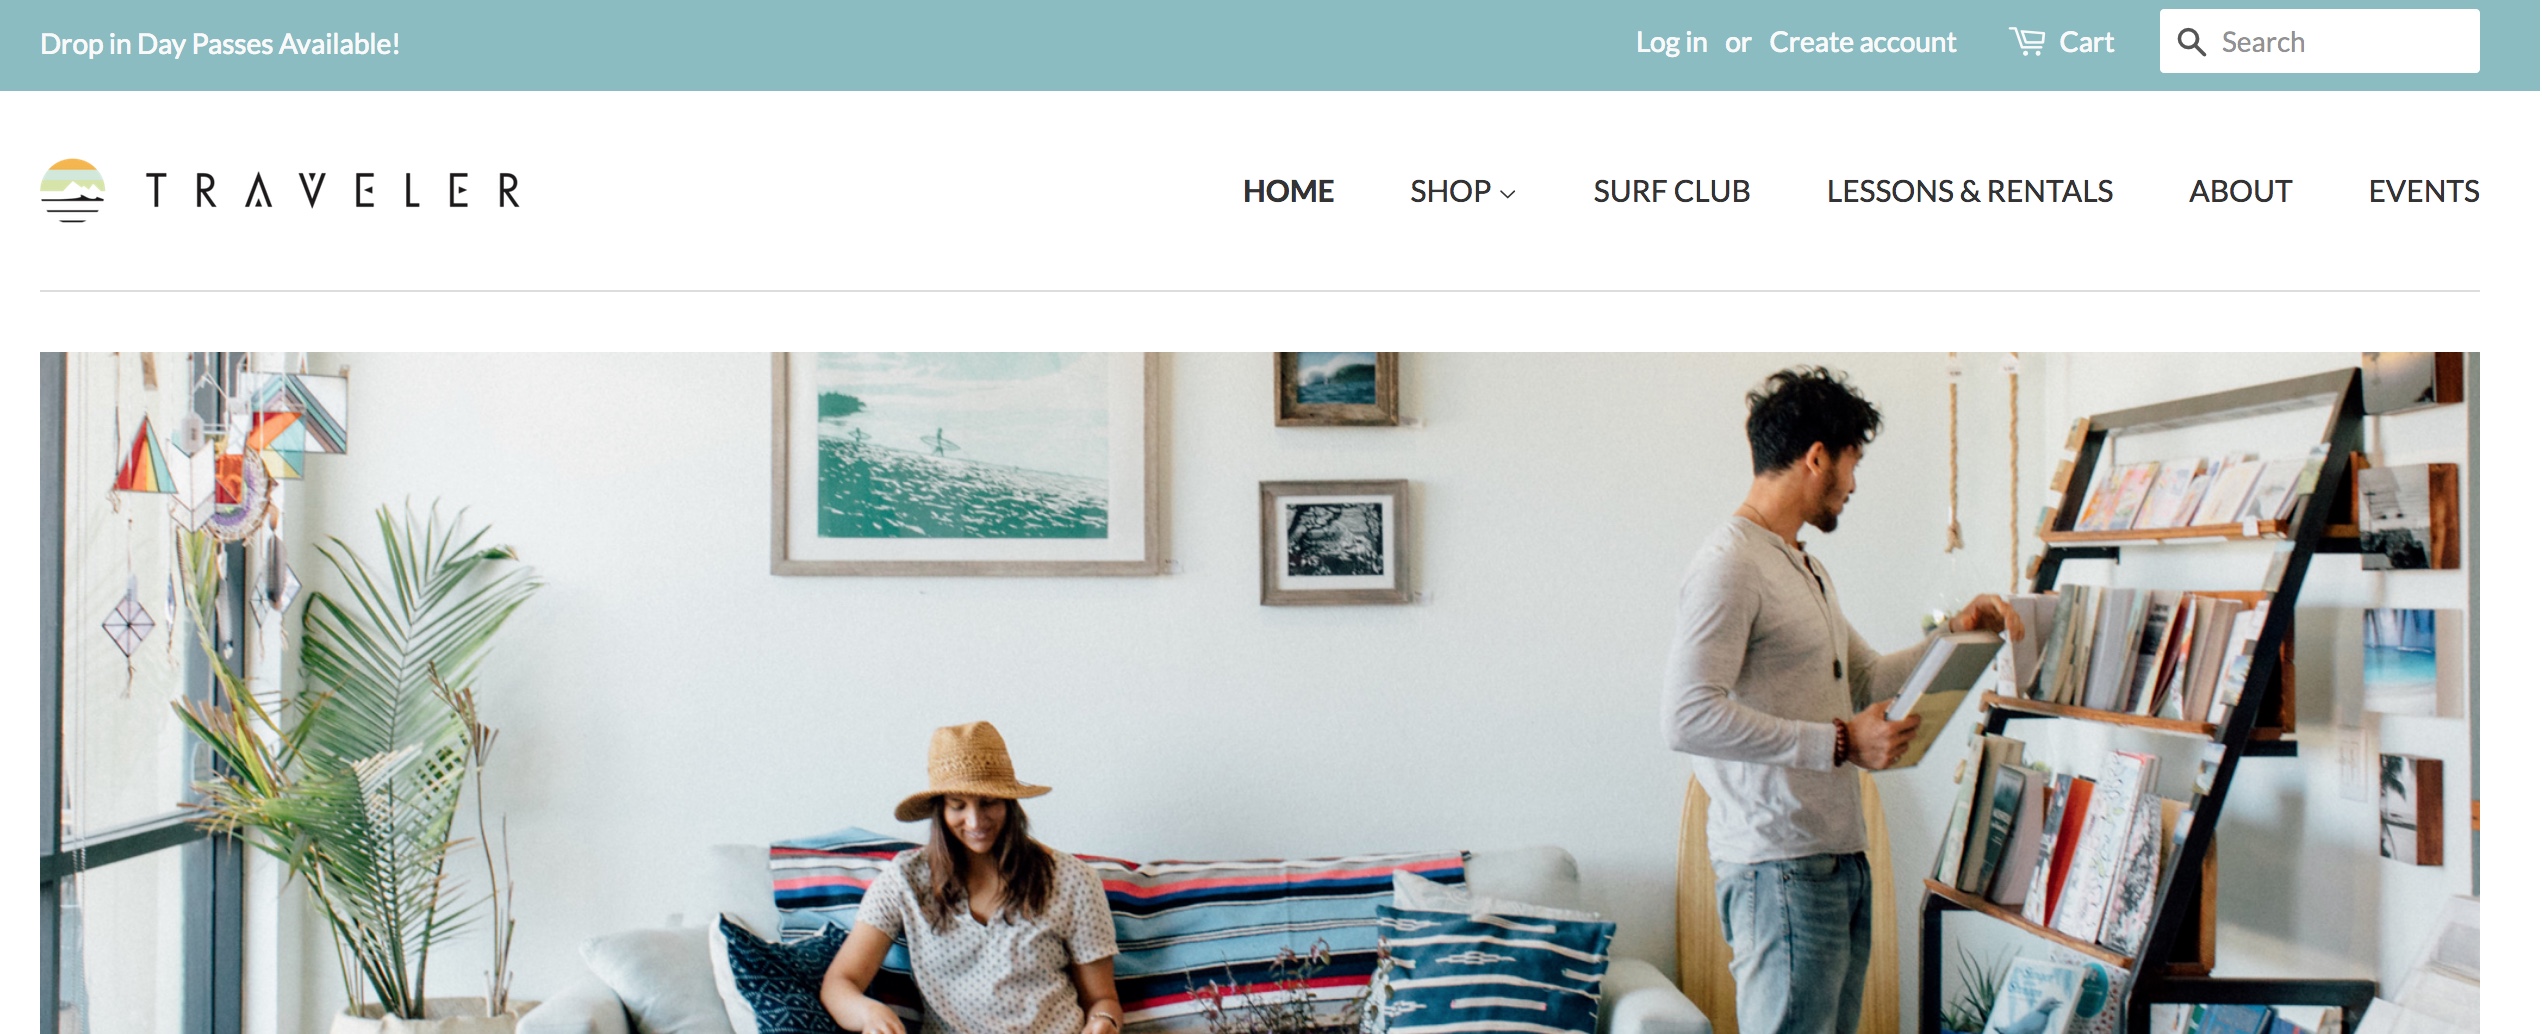 Drop in Day Passes Available!
Log in or Create account
Cart
Search
TRAVELER
HOME
SHOP
SURF CLUB
LESSONS & RENTALS
ABOUT
EVENTS